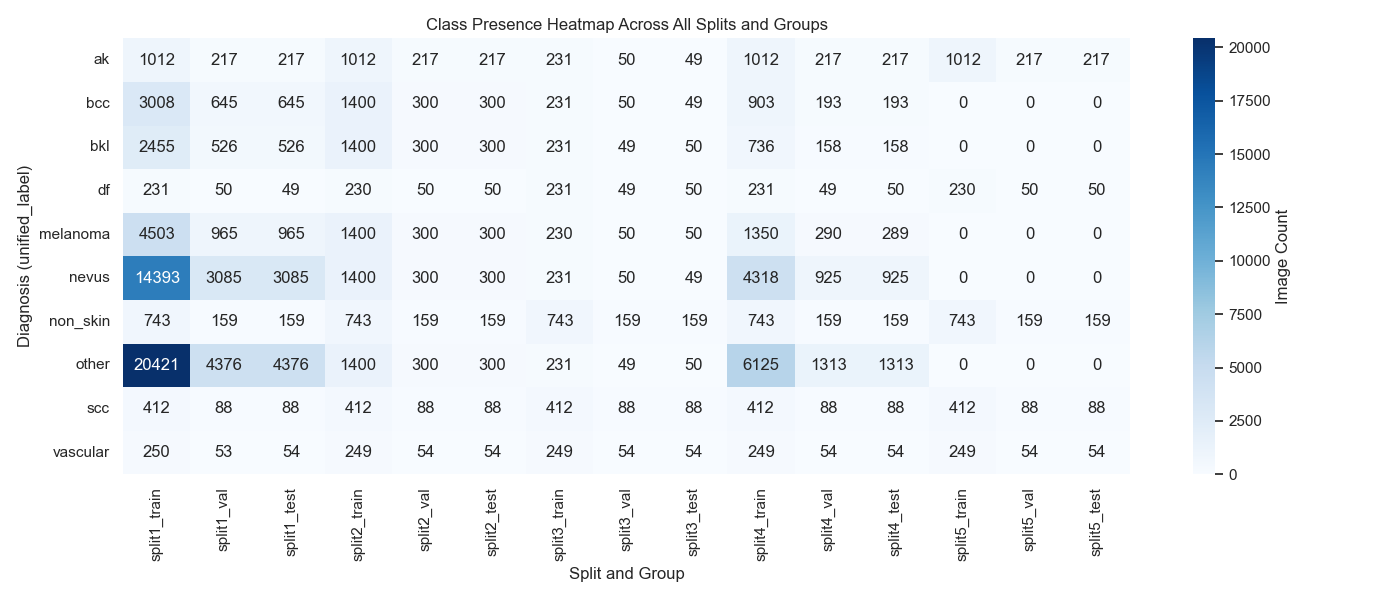 Class Presence Heatmap Across All Splits and Groups
Diagnosis (unified_label)
ak 1012 217 217 1012 217 217 231 50 49 1012 217 217 1012 217 217
bcc 3008 645 645 1400 300 300 231 50 49 903 193 193 0 0 0
bkl 2455 526 526 1400 300 300 231 49 50 736 158 158 0 0 0
df 231 50 49 230 50 50 231 49 50 231 49 50 230 50 50
melanoma 4503 965 965 1400 300 300 230 50 50 1350 290 289 0 0 0
nevus 14393 3085 3085 1400 300 300 231 50 49 4318 925 925 0 0 0
non_skin 743 159 159 743 159 159 743 159 159 743 159 159 743 159 159
other 20421 4376 4376 1400 300 300 231 49 50 6125 1313 1313 0 0 0
scc 412 88 88 412 88 88 412 88 88 412 88 88 412 88 88
vascular 250 53 54 249 54 54 249 54 54 249 54 54 249 54 54
split1_train split1_val split1_test split2_train split2_val split2_test split3_train split3_val split3_test split4_train split4_val split4_test split5_train split5_val split5_test
Split and Group
20000
17500
15000
12500
10000
7500
5000
2500
0
Image Count